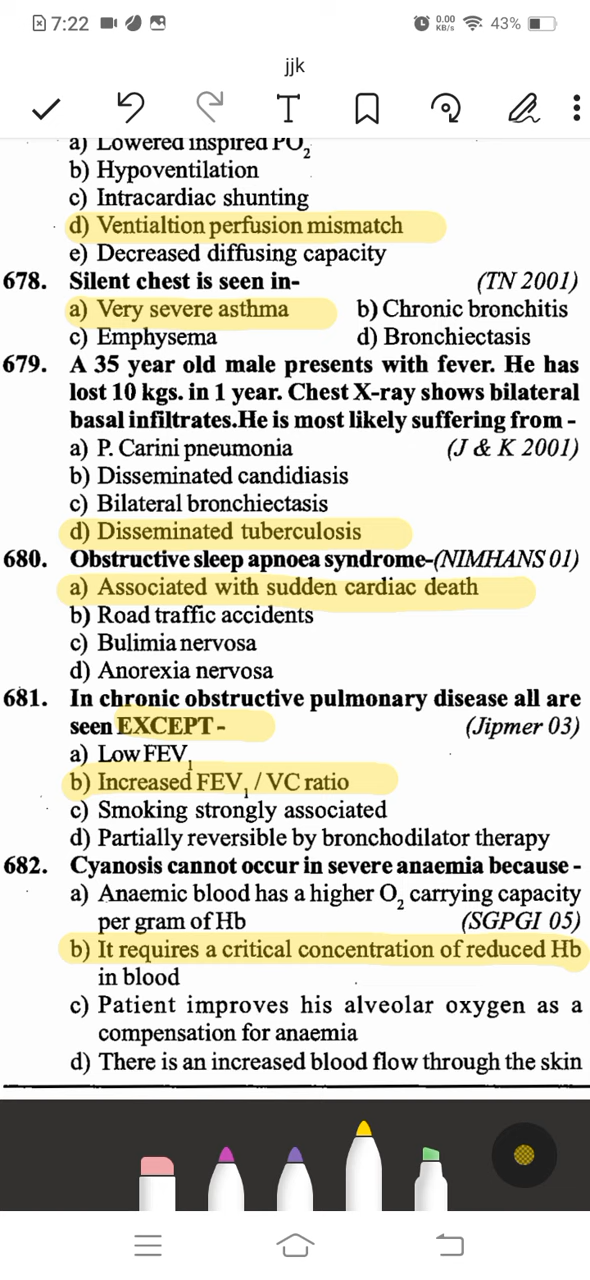 7:22
0.00
KB/s
43%
jjk
T
a) Lowered inspired PO2
b) Hypoventilation
c) Intracardiac shunting
d) Ventialtion perfusion mismatch
e) Decreased diffusing capacity
678. Silent chest is seen in- (TN 2001)
a) Very severe asthma b) Chronic bronchitis
c) Emphysema d) Bronchiectasis
679. A 35 year old male presents with fever. He has
lost 10 kgs. in 1 year. Chest X-ray shows bilateral
basal infiltrates.He is most likely suffering from -
a) P. Carini pneumonia (J & K 2001)
b) Disseminated candidiasis
c) Bilateral bronchiectasis
d) Disseminated tuberculosis
680. Obstructive sleep apnoea syndrome-(NIMHANS 01)
a) Associated with sudden cardiac death
b) Road traffic accidents
c) Bulimia nervosa
d) Anorexia nervosa
681. In chronic obstructive pulmonary disease all are
seen EXCEPT - (Jipmer 03)
a) Low FEV1
b) Increased FEV1 / VC ratio
c) Smoking strongly associated
d) Partially reversible by bronchodilator therapy
682. Cyanosis cannot occur in severe anaemia because -
a) Anaemic blood has a higher O2 carrying capacity
per gram of Hb (SGPGI 05)
b) It requires a critical concentration of reduced Hb
in blood
c) Patient improves his alveolar oxygen as a
compensation for anaemia
d) There is an increased blood flow through the skin